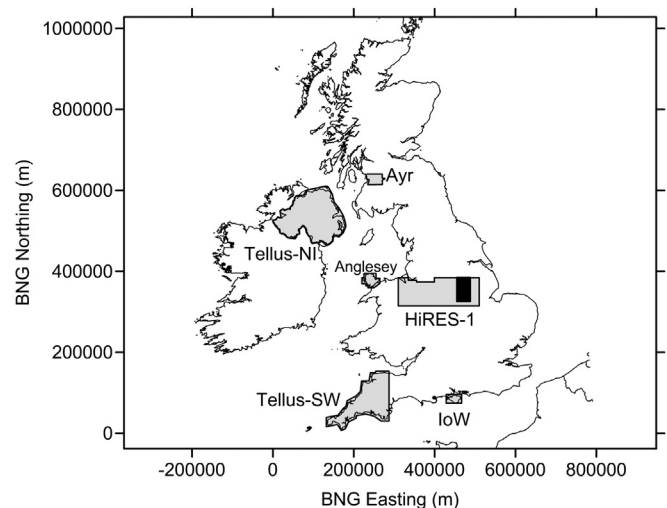 1000000
800000
600000
400000
200000
0
BNG Northing (m)
Ayr
Tellus-NI
Anglesey
HiRES-1
Tellus-SW
IoW
-200000 0 200000 400000 600000 800000
BNG Easting (m)